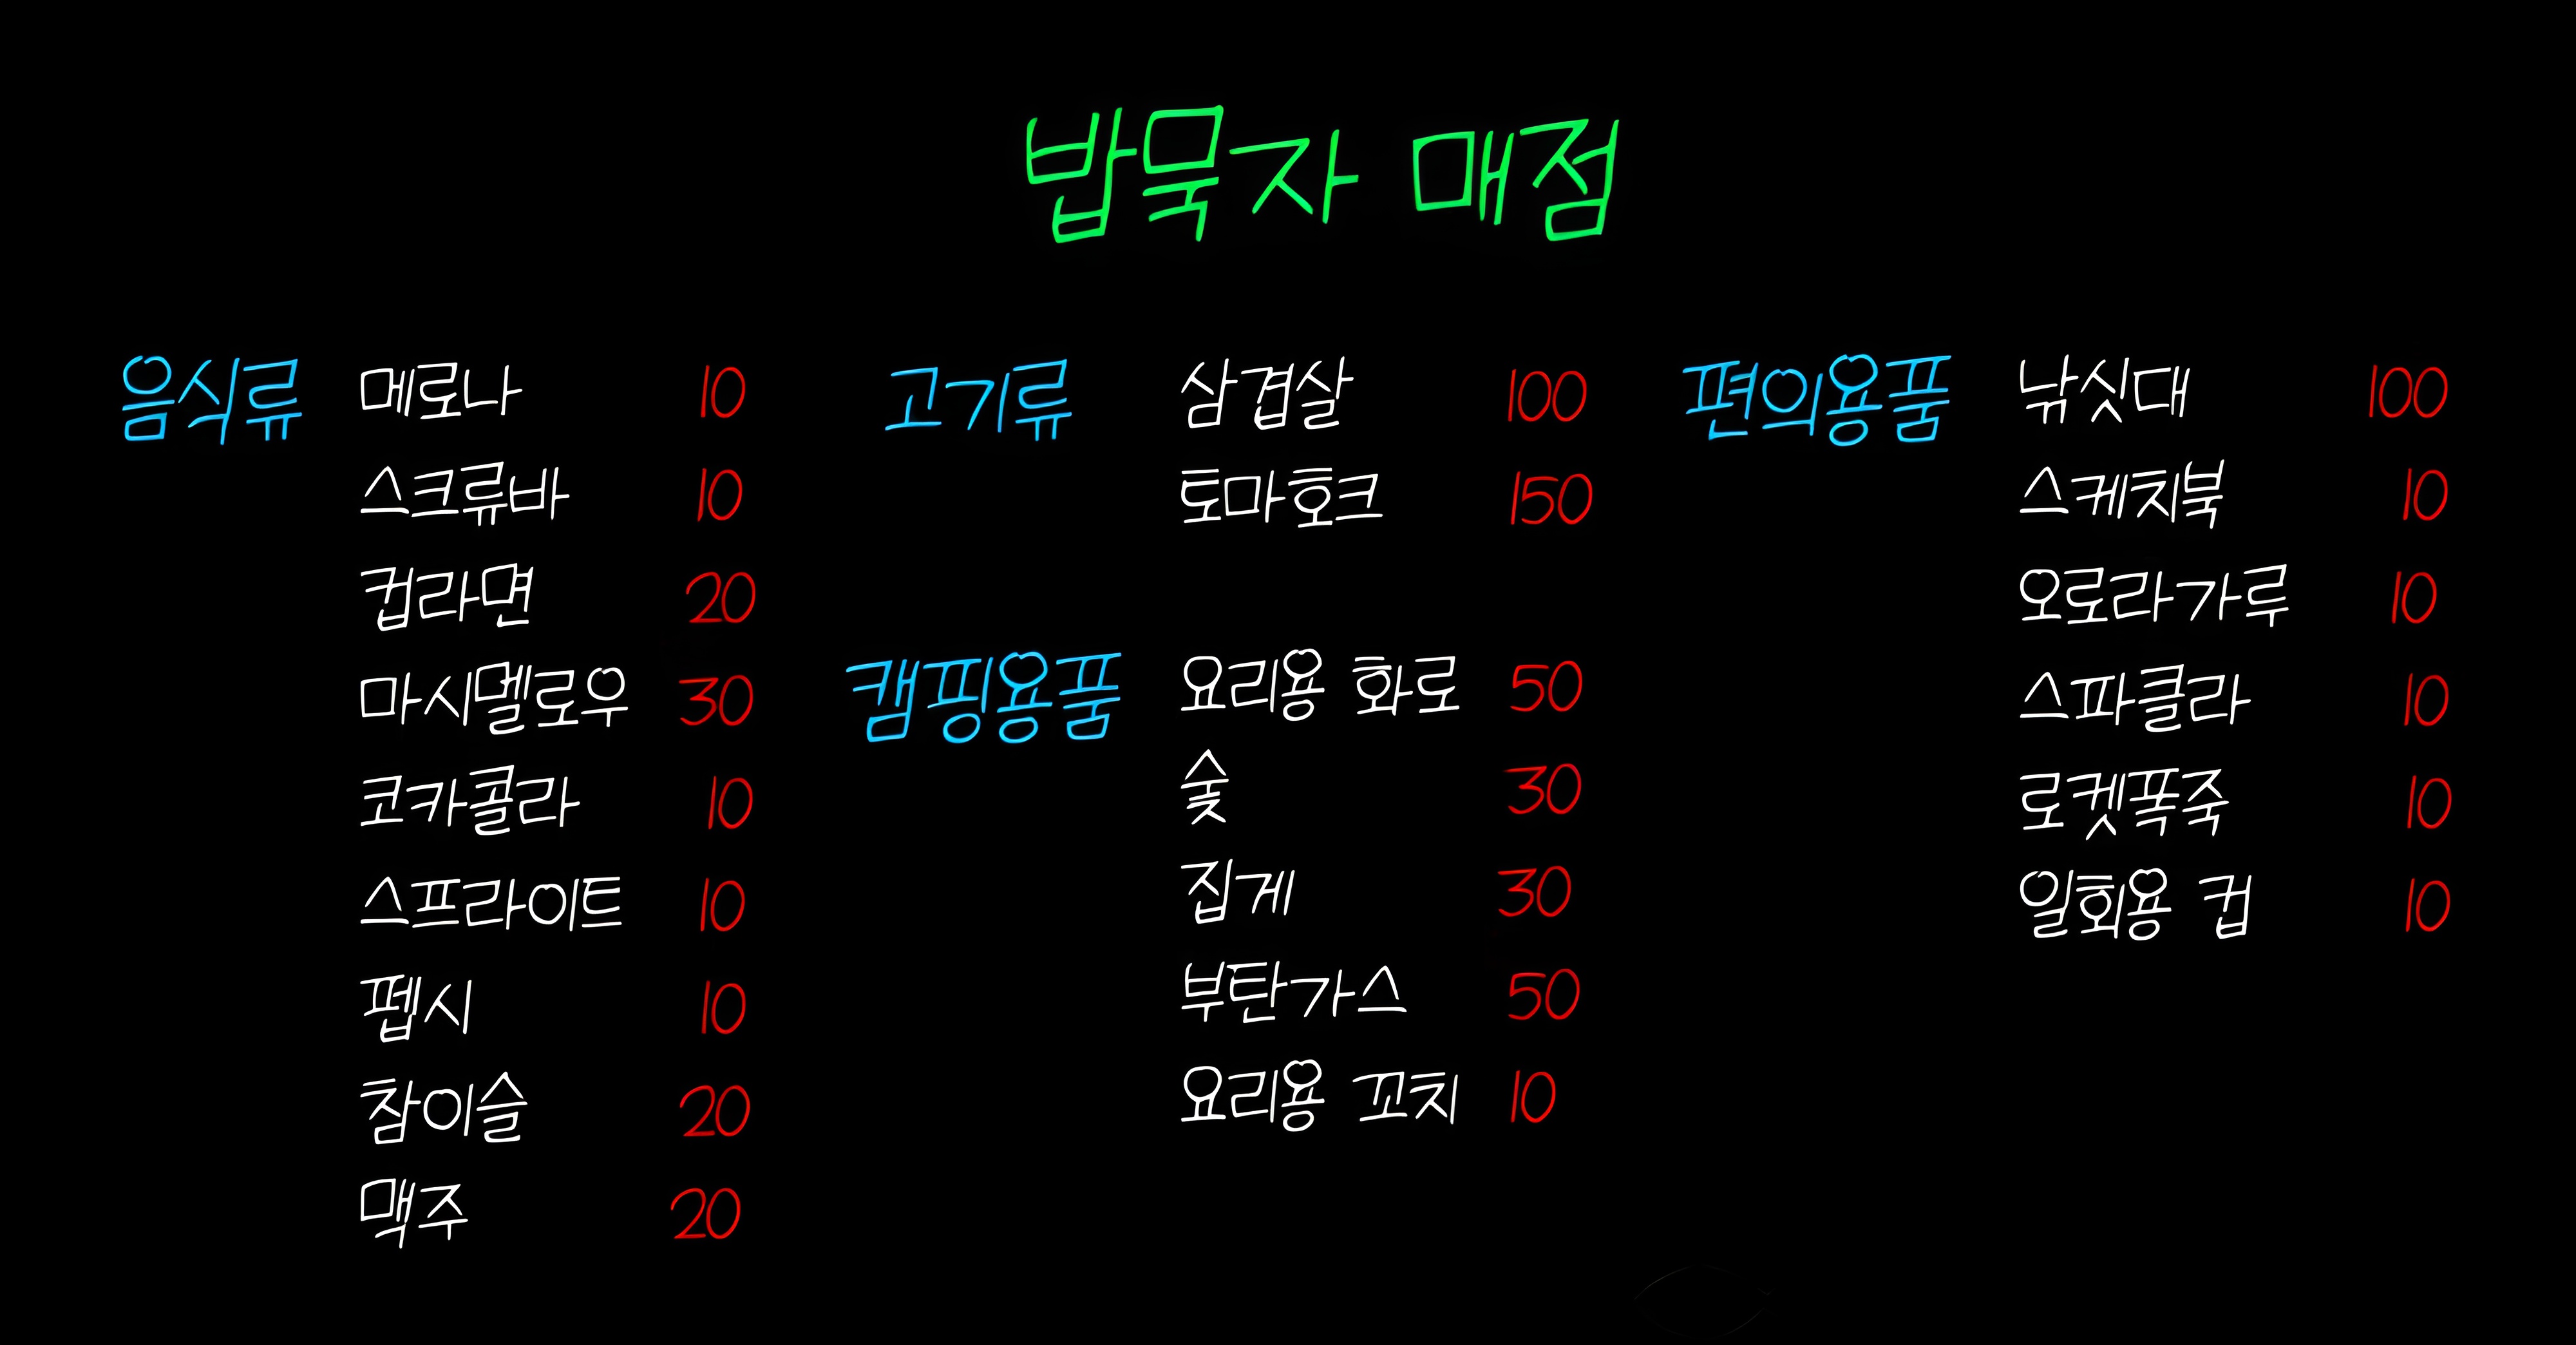 밥묵자 매점
음식류
메로나 10
스크류바 10
컵라면 20
마시멜로우 30
코카콜라 10
스프라이트 10
펩시 10
참이슬 20
맥주 20
고기류
삼겹살 100
토마호크 150
캠핑용품
요리용 화로 50
숯 30
집게 30
부탄가스 50
요리용 꼬치 10
편의용품
낚싯대 100
스케치북 10
오로라가루 10
스파클라 10
로켓폭죽 10
일회용 컵 10